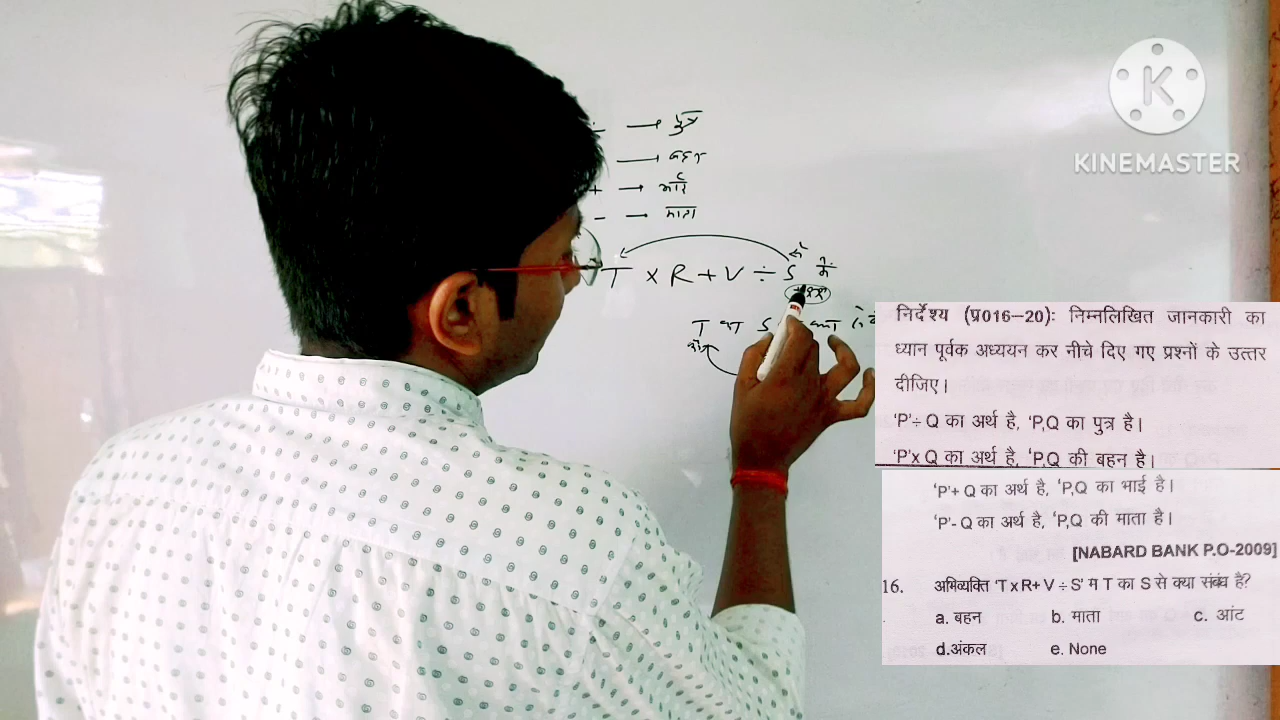 KINEMASTER
→ पुत्र
→ बहन
+ → भाई
- → माता
T × R + V ÷ S
T का S
निर्देश्य (प्र016–20): निम्नलिखित जानकारी का
ध्यान पूर्वक अध्ययन कर नीचे दिए गए प्रश्नों के उत्तर
दीजिए।
'P'÷ Q का अर्थ है, 'P,Q का पुत्र है।
'P'x Q का अर्थ है, 'P,Q की बहन है।
'P'+ Q का अर्थ है, 'P,Q का भाई है।
'P'- Q का अर्थ है, 'P,Q की माता है।
[NABARD BANK P.O-2009]
16. अभिव्यक्ति 'T x R + V ÷ S' म T का S से क्या संबंध है?
a. बहन b. माता c. आंट
d.अंकल e. None